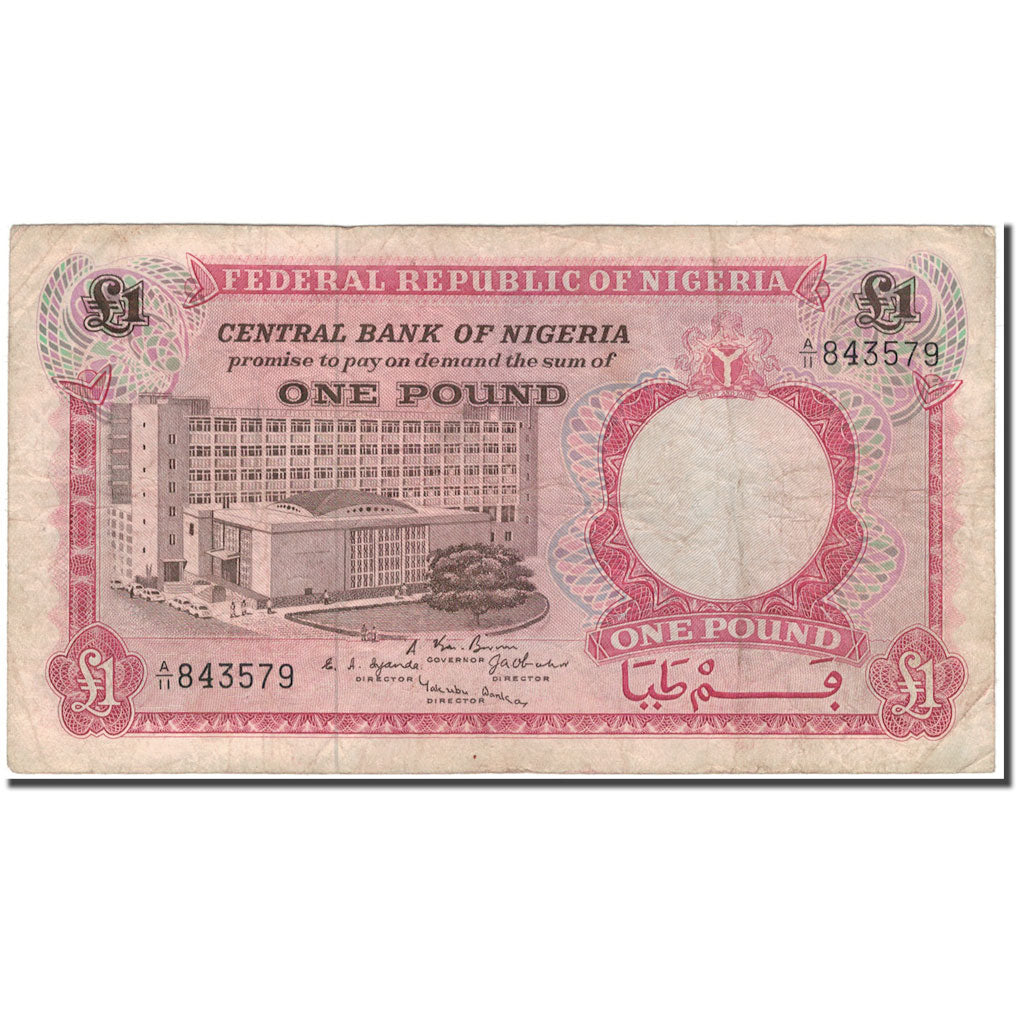 FEDERAL REPUBLIC OF NIGERIA
£1
£1
CENTRAL BANK OF NIGERIA
promise to pay on demand the sum of
ONE POUND
A/11 843579
ONE POUND
A/11 843579
GOVERNOR
DIRECTOR
DIRECTOR
DIRECTOR
£1
£1